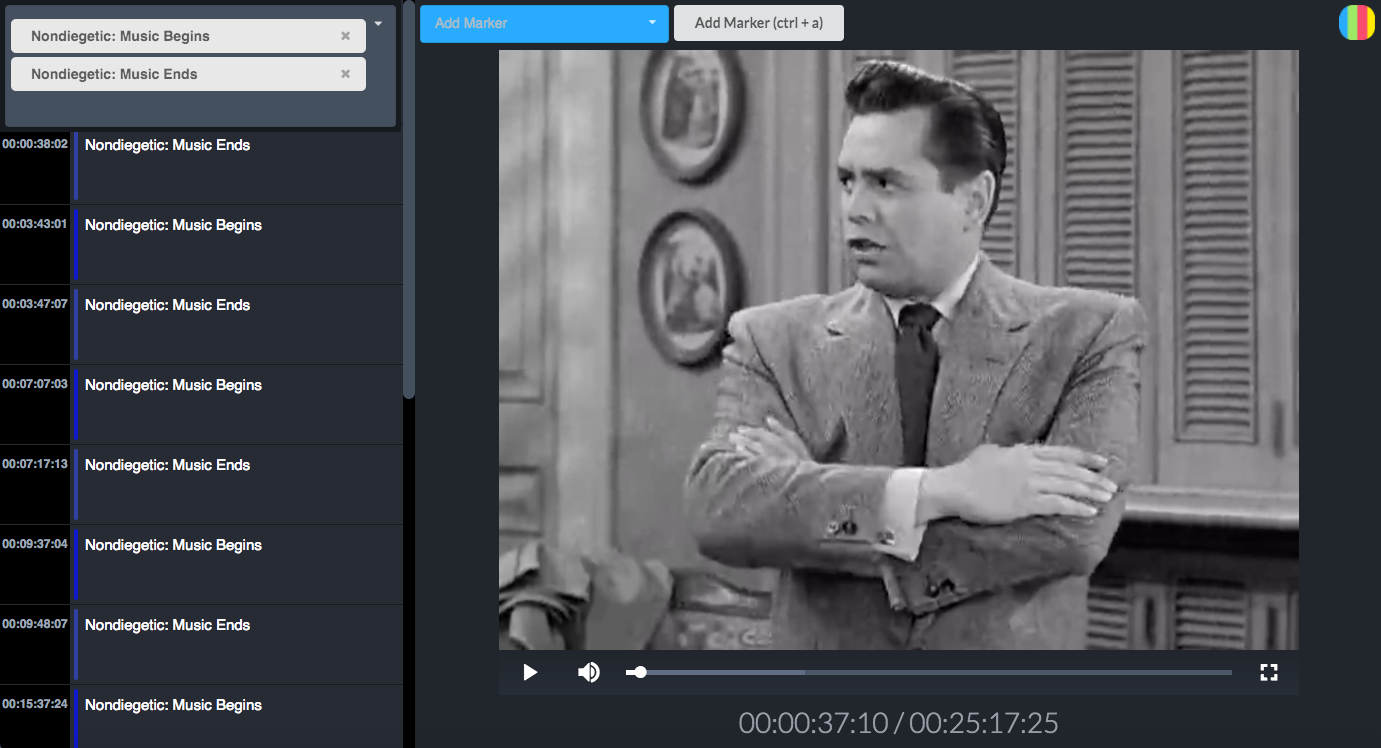 Nondiegetic: Music Begins ×
Nondiegetic: Music Ends ×
00:00:38:02 Nondiegetic: Music Ends
00:03:43:01 Nondiegetic: Music Begins
00:03:47:07 Nondiegetic: Music Ends
00:07:07:03 Nondiegetic: Music Begins
00:07:17:13 Nondiegetic: Music Ends
00:09:37:04 Nondiegetic: Music Begins
00:09:48:07 Nondiegetic: Music Ends
00:15:37:24 Nondiegetic: Music Begins
Add Marker
Add Marker (ctrl + a)
00:00:37:10 / 00:25:17:25